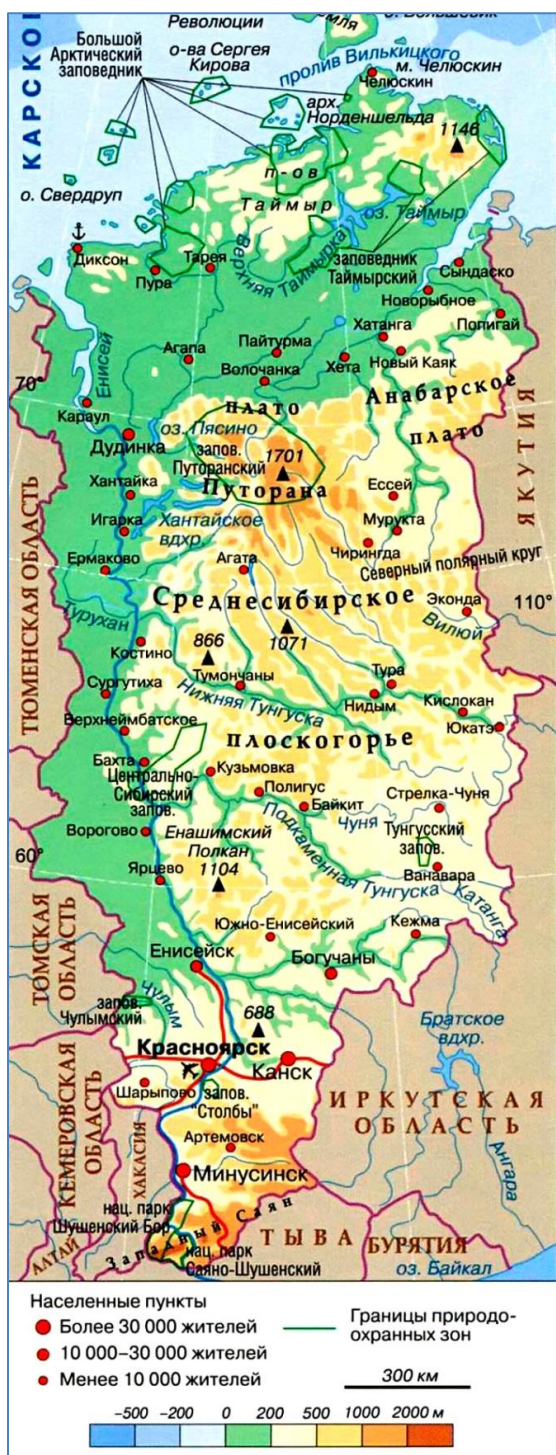 Революции
Земля
о. Большевик
КАРСКОЕ
Большой
Арктический
заповедник
о-ва Сергея
Кирова
пролив Вилькицкого
м. Челюскин
Челюскин
арх.
Норденшельда
1146
п-ов
Таймыр
о. Свердруп
оз. Таймыр
Диксон
Тарея
Пура
Верхняя Таймырка
заповедник
Таймырский
Сындаско
Новорыбное
Попигай
Хатанга
Енисей
Агапа
Пайтурма
Волочанка
Хета
Новый Каяк
70°
Караул
плато
Анабарское
плато
Дудинка
оз. Пясино
запов.
Путоранский
1701
Путорана
ЯКУТИЯ
Хантайка
Ессей
Игарка
Хантайское
вдхр.
Мурукта
Чирингда
Северный полярный круг
Ермаково
Агата
ТЮМЕНСКАЯ ОБЛАСТЬ
Среднесибирское
Эконда
110°
Турухан
1071
Вилюй
Костино
866
Тумончаны
Тура
Сургутиха
Нижняя Тунгуска
Нидым
Кислокан
Юкатэ
Верхнеимбатское
плоскогорье
Бахта
Кузьмовка
Центрально-
Сибирский
запов.
Полигус
Байкит
Стрелка-Чуня
Ворогово
Енашимский
Полкан
1104
Чуня
Тунгусский
запов.
Подкаменная Тунгуска
60°
Ярцево
Ванавара
Катанга
ТОМСКАЯ
ОБЛАСТЬ
Южно-Енисейский
Кежма
Енисейск
Богучаны
запов.
Чулымский
Чулым
688
Братское
вдхр.
Красноярск
Канск
КЕМЕРОВСКАЯ
ОБЛАСТЬ
Шарыпово
запов.
"Столбы"
ИРКУТСКАЯ
ОБЛАСТЬ
ХАКАСИЯ
Артемовск
Ангара
Минусинск
нац. парк
Шушенский Бор
АЛТАЙ
Западный Саян
нац. парк
Саяно-Шушенский
ТЫВА
БУРЯТИЯ
оз. Байкал
Населенные пункты
Более 30 000 жителей
10 000–30 000 жителей
Менее 10 000 жителей
Границы природо-
охранных зон
300 км
–500 –200 0 200 500 1000 2000 м